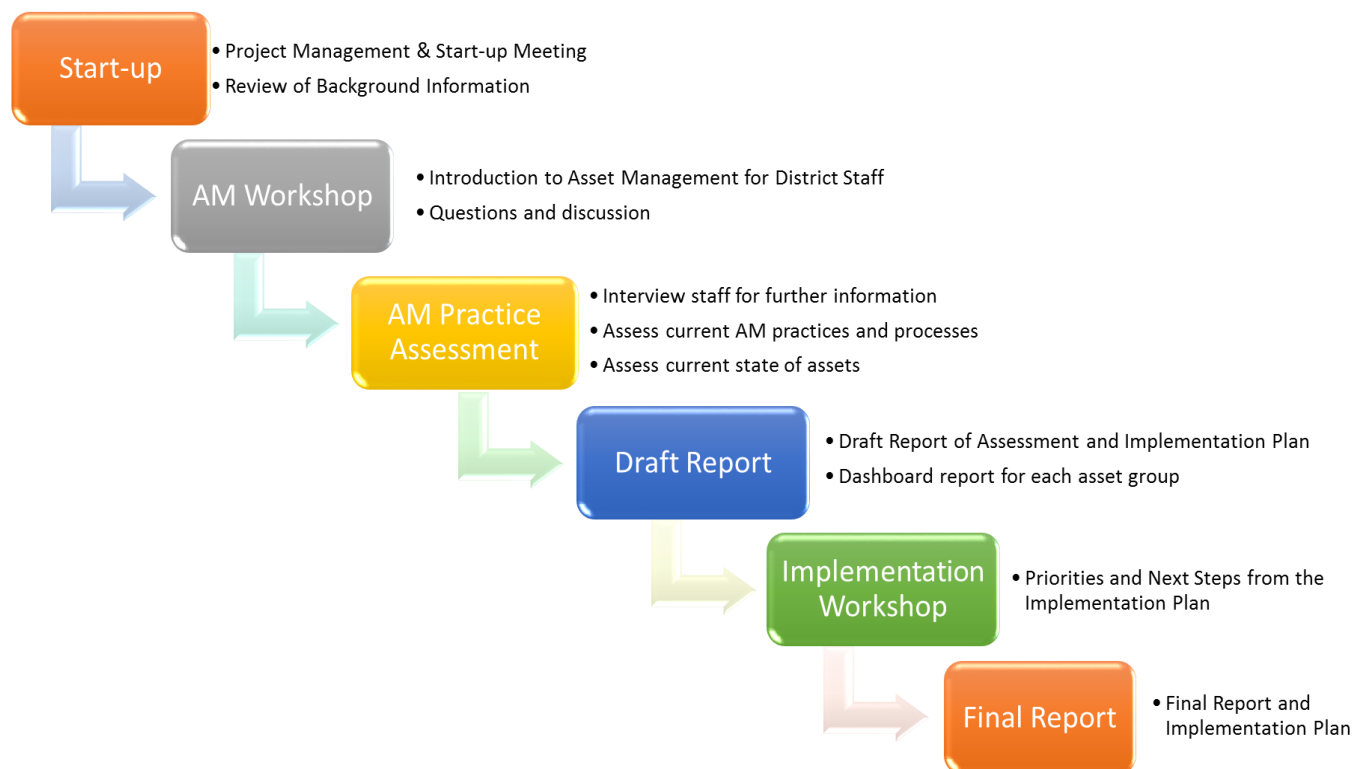 Start-up
• Project Management & Start-up Meeting
• Review of Background Information
AM Workshop
• Introduction to Asset Management for District Staff
• Questions and discussion
AM Practice
Assessment
• Interview staff for further information
• Assess current AM practices and processes
• Assess current state of assets
Draft Report
• Draft Report of Assessment and Implementation Plan
• Dashboard report for each asset group
Implementation
Workshop
• Priorities and Next Steps from the
Implementation Plan
Final Report
• Final Report and
Implementation Plan